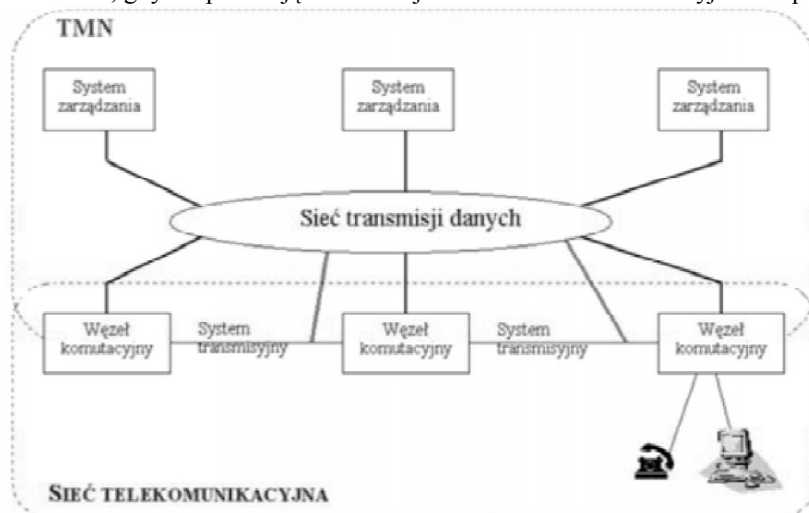 TMN
System
zarządzania
System
zarządzania
System
zarządzania
Sieć transmisji danych
Węzeł
komutacyjny
System
transmisyjny
Węzeł
komutacyjny
System
transmisyjny
Węzeł
komutacyjny
SIEĆ TELEKOMUNIKACYJNA